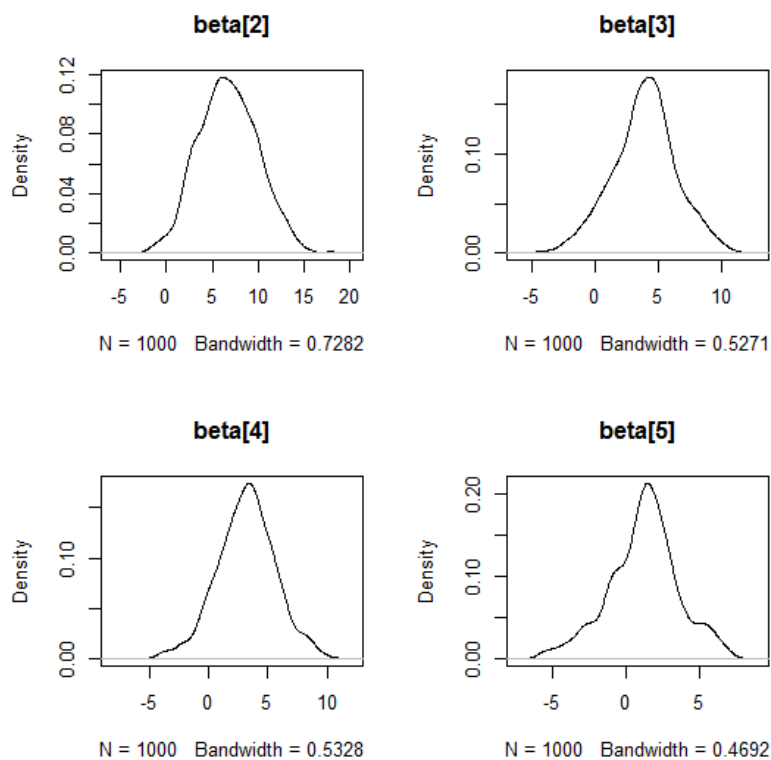 beta[2]
Density
0.00 0.04 0.08 0.12
-5 0 5 10 15 20
N = 1000 Bandwidth = 0.7282
beta[3]
Density
0.00 0.10
-5 0 5 10
N = 1000 Bandwidth = 0.5271
beta[4]
Density
0.00 0.10
-5 0 5 10
N = 1000 Bandwidth = 0.5328
beta[5]
Density
0.00 0.10 0.20
-5 0 5
N = 1000 Bandwidth = 0.4692